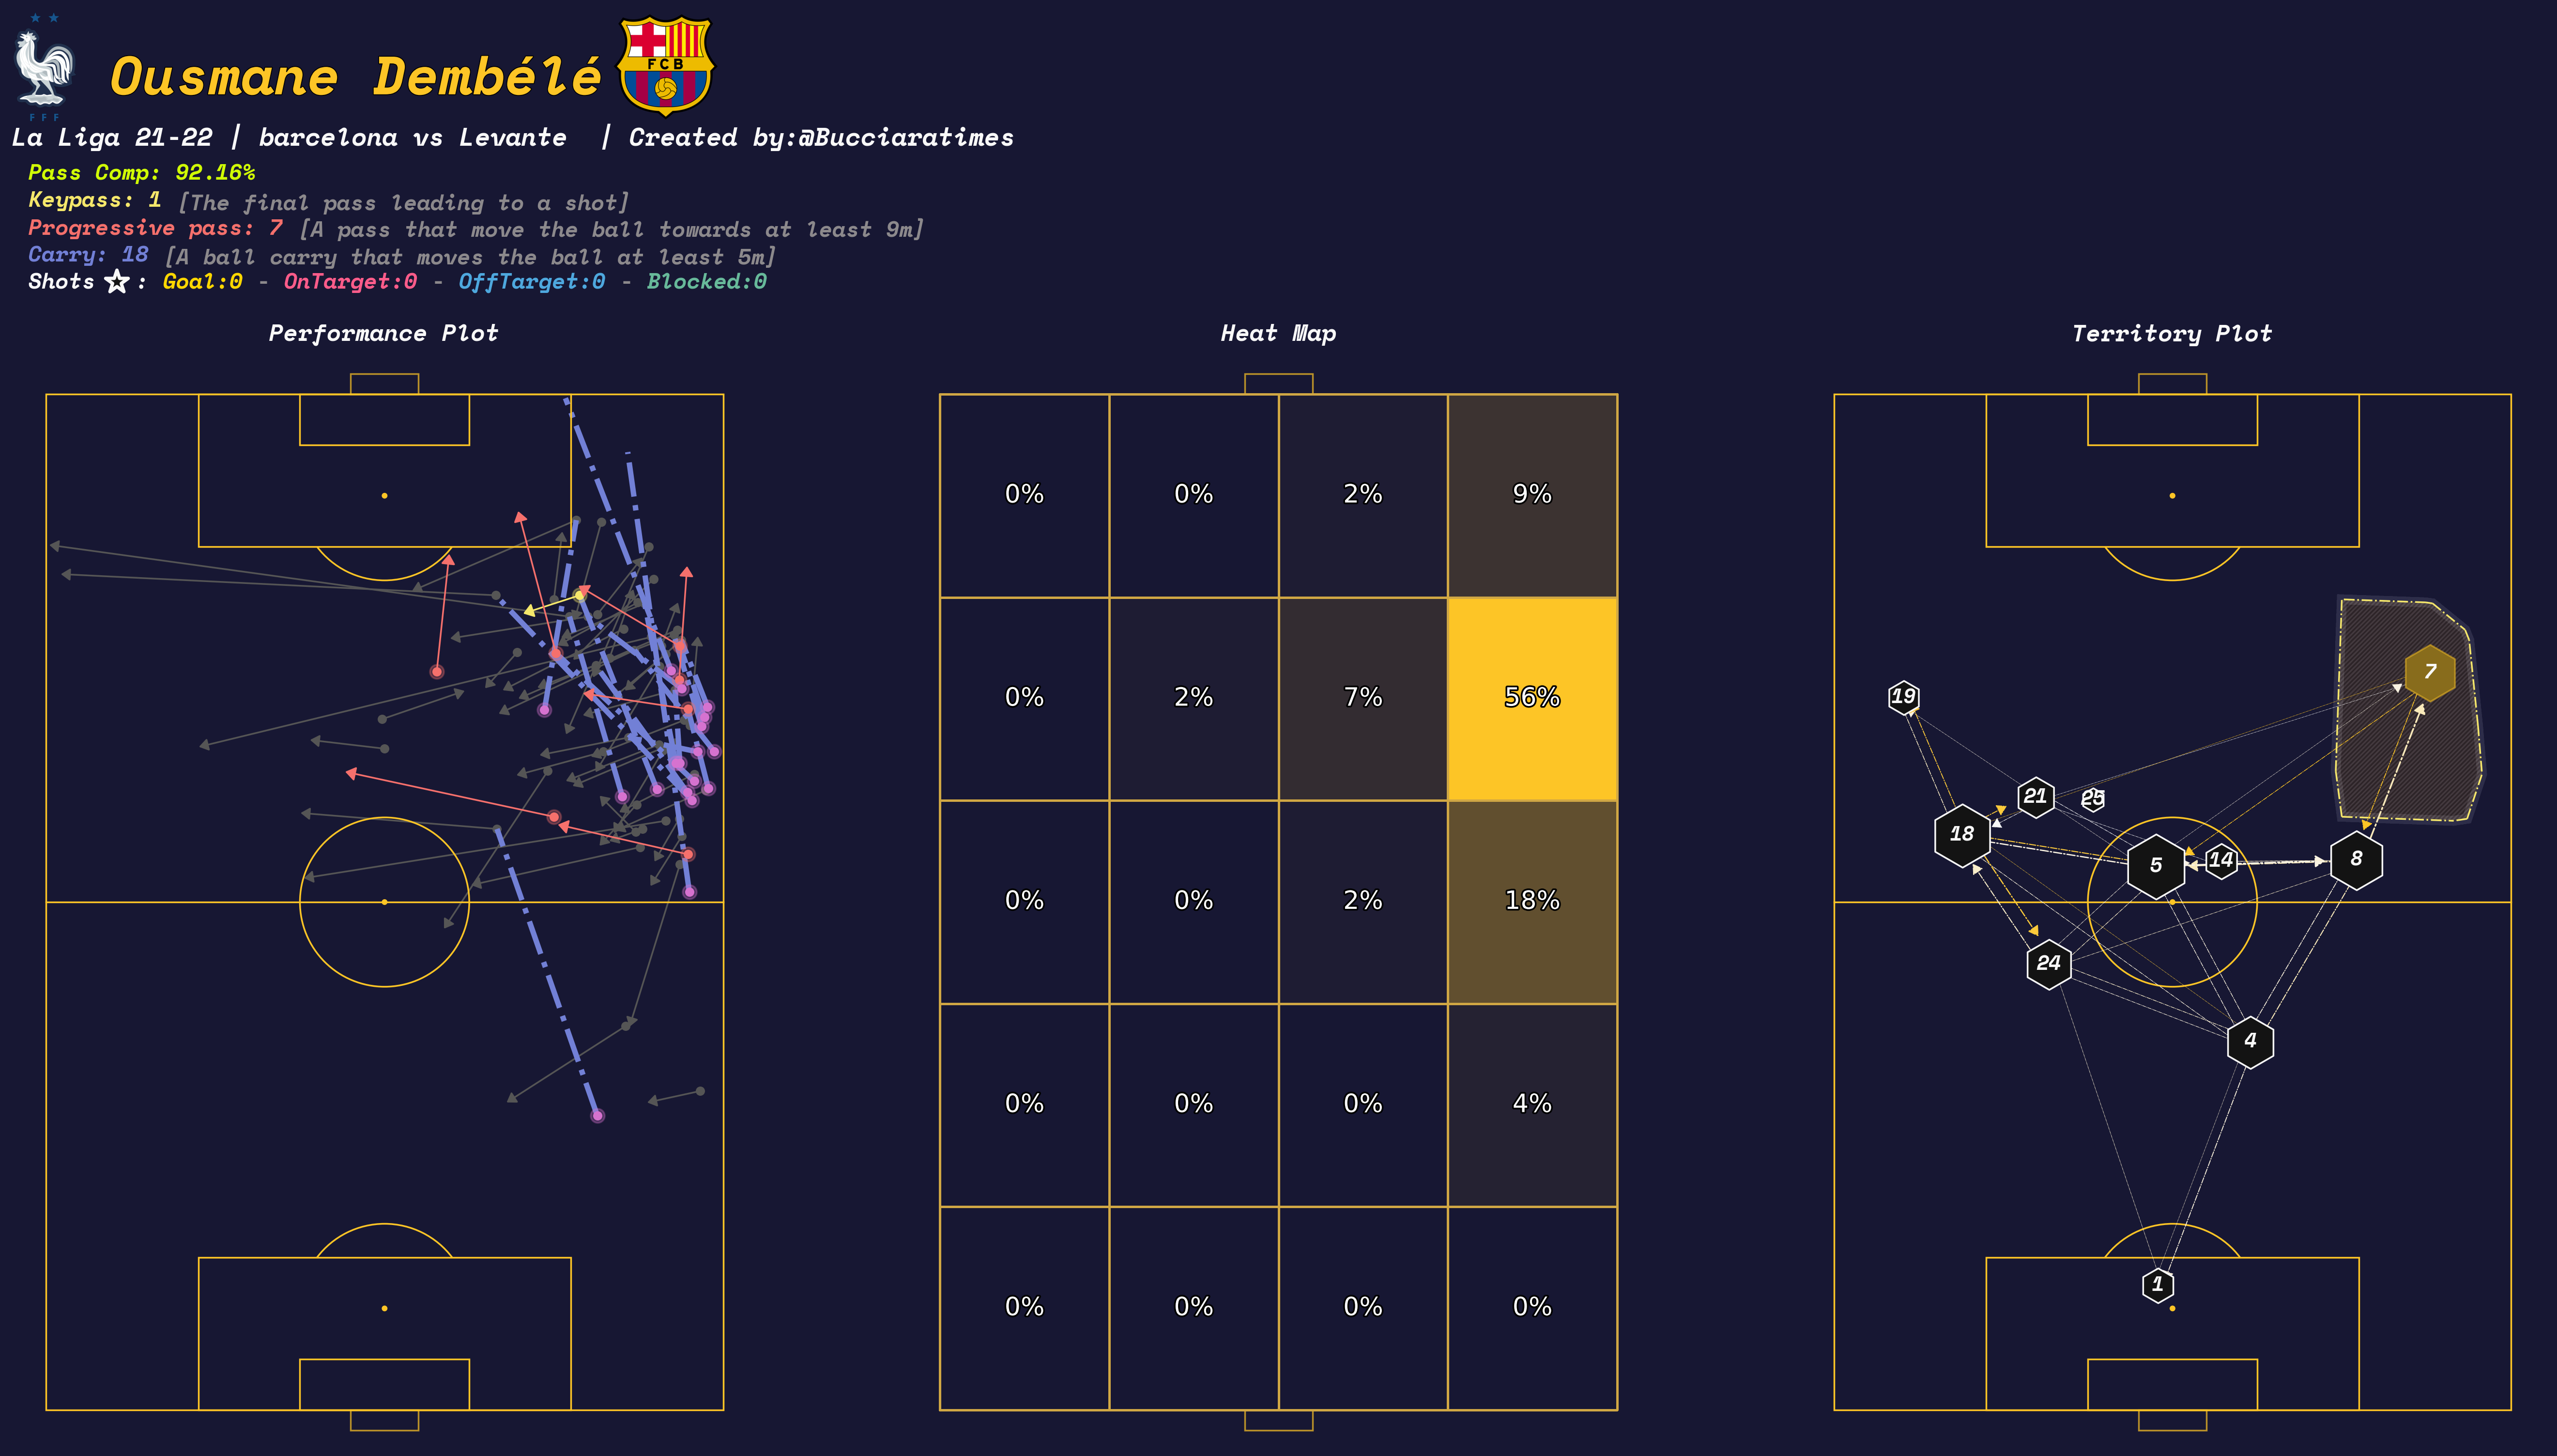 Ousmane Dembélé
FCB
FFF
La Liga 21-22 | barcelona vs Levante | Created by:@Bucciaratimes
Pass Comp: 92.16%
Keypass: 1 [The final pass leading to a shot]
Progressive pass: 7 [A pass that move the ball towards at least 9m]
Carry: 18 [A ball carry that moves the ball at least 5m]
Shots ☆: Goal:0 - OnTarget:0 - OffTarget:0 - Blocked:0
Performance Plot
Heat Map
0% 0% 2% 9%
0% 2% 7% 56%
0% 0% 2% 18%
0% 0% 0% 4%
0% 0% 0% 0%
Territory Plot
7
19
21 25
18
5 14 8
24
4
1